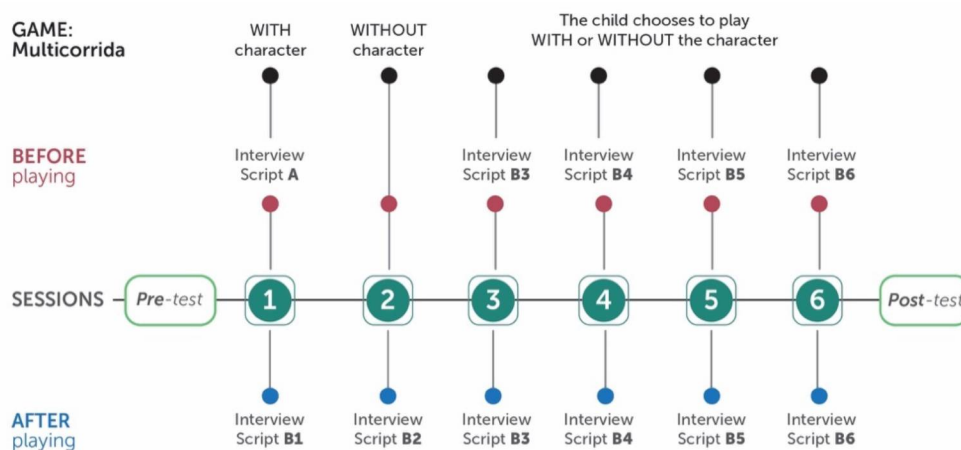 GAME:
Multicorrida
WITH
character
WITHOUT
character
The child chooses to play
WITH or WITHOUT the character
BEFORE
playing
Interview
Script A
Interview
Script B3
Interview
Script B4
Interview
Script B5
Interview
Script B6
SESSIONS
Pre-test
1
2
3
4
5
6
Post-test
AFTER
playing
Interview
Script B1
Interview
Script B2
Interview
Script B3
Interview
Script B4
Interview
Script B5
Interview
Script B6